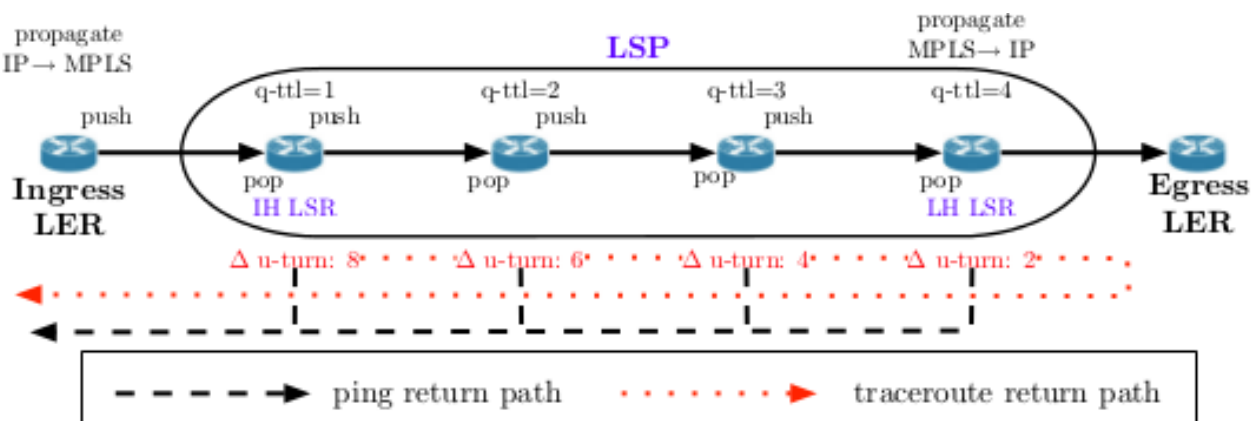 propagate
IP→ MPLS
LSP
propagate
MPLS→ IP
q-ttl=1
q-ttl=2
q-ttl=3
q-ttl=4
push
push
push
push
pop
pop
pop
pop
Ingress
LER
IH LSR
LH LSR
Egress
LER
Δ u-turn: 8
Δ u-turn: 6
Δ u-turn: 4
Δ u-turn: 2
ping return path
traceroute return path